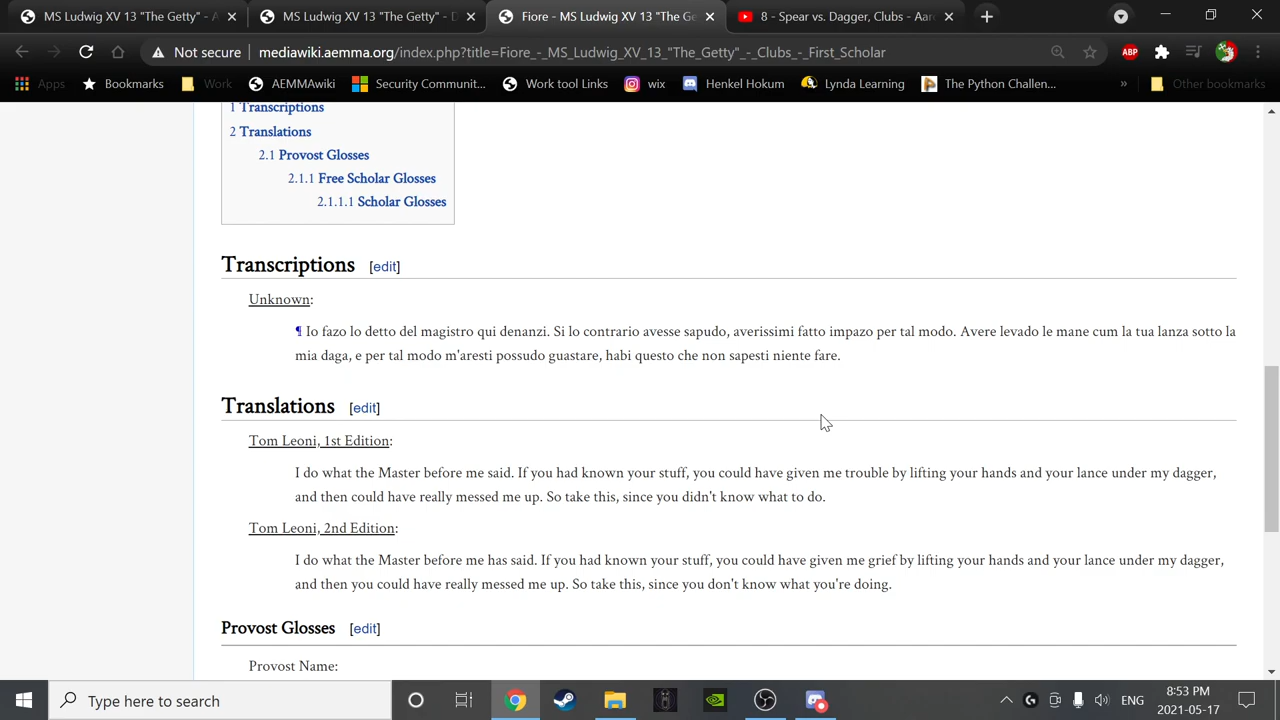 MS Ludwig XV 13 "The Getty" - A
MS Ludwig XV 13 "The Getty" - D
Fiore - MS Ludwig XV 13 "The Ge
8 - Spear vs. Dagger, Clubs - Aar
Not secure mediawiki.aemma.org/index.php?title=Fiore_-_MS_Ludwig_XV_13_"The_Getty"_-_Clubs_-_First_Scholar
ABP
Apps Bookmarks Work AEMMAwiki Security Communit... Work tool Links wix Henkel Hokum Lynda Learning The Python Challen... » Other bookmarks
1 Transcriptions
2 Translations
2.1 Provost Glosses
2.1.1 Free Scholar Glosses
2.1.1.1 Scholar Glosses
Transcriptions [edit]
Unknown:
¶ Io fazo lo detto del magistro qui denanzi. Si lo contrario avesse sapudo, averissimi fatto impazo per tal modo. Avere levado le mane cum la tua lanza sotto la
mia daga, e per tal modo m'aresti possudo guastare, habi questo che non sapesti niente fare.
Translations [edit]
Tom Leoni, 1st Edition:
I do what the Master before me said. If you had known your stuff, you could have given me trouble by lifting your hands and your lance under my dagger,
and then could have really messed me up. So take this, since you didn't know what to do.
Tom Leoni, 2nd Edition:
I do what the Master before me has said. If you had known your stuff, you could have given me grief by lifting your hands and your lance under my dagger,
and then you could have really messed me up. So take this, since you don't know what you're doing.
Provost Glosses [edit]
Provost Name:
Type here to search
ENG
8:53 PM
2021-05-17